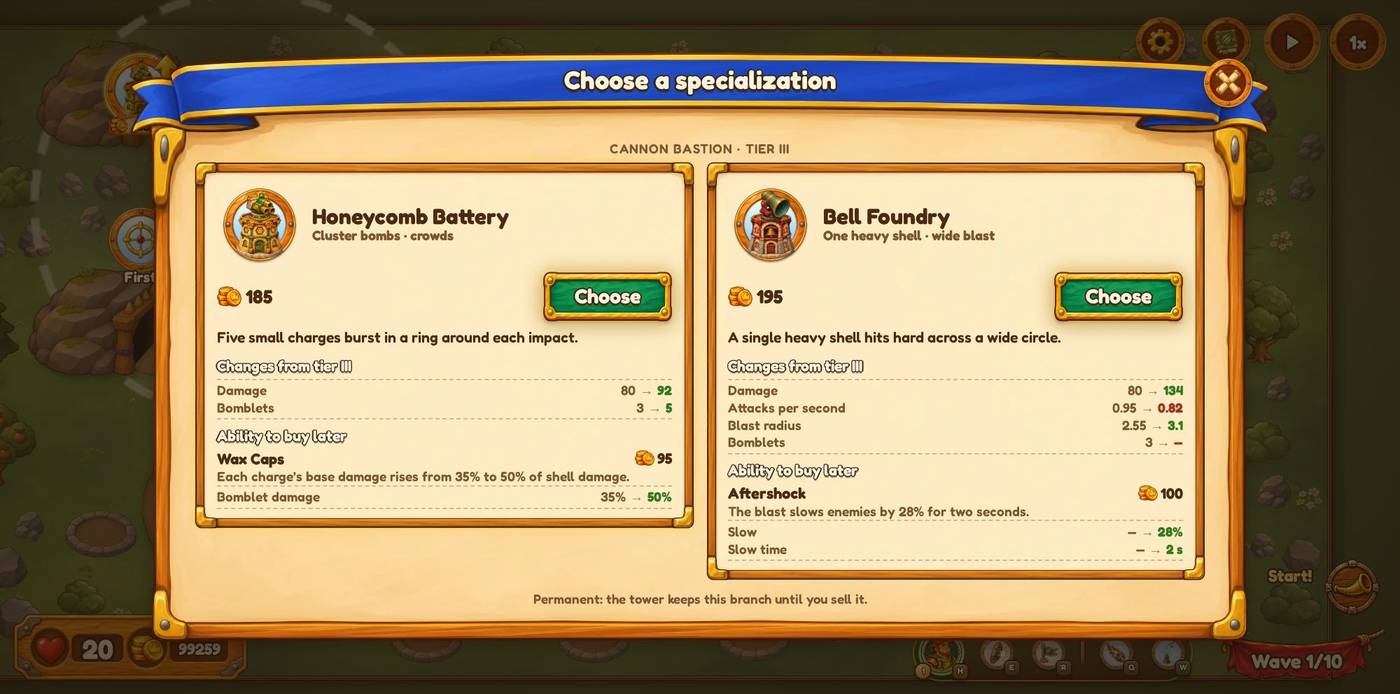 1x
Choose a specialization
CANNON BASTION · TIER III
Honeycomb Battery
Cluster bombs · crowds
185
Choose
Five small charges burst in a ring around each impact.
Changes from tier III
Damage 80 → 92
Bomblets 3 → 5
Ability to buy later
Wax Caps 95
Each charge's base damage rises from 35% to 50% of shell damage.
Bomblet damage 35% → 50%
Bell Foundry
One heavy shell · wide blast
195
Choose
A single heavy shell hits hard across a wide circle.
Changes from tier III
Damage 80 → 134
Attacks per second 0.95 → 0.82
Blast radius 2.55 → 3.1
Bomblets 3 → –
Ability to buy later
Aftershock 100
The blast slows enemies by 28% for two seconds.
Slow – → 28%
Slow time – → 2 s
Permanent: the tower keeps this branch until you sell it.
First
Start!
20
99259
H
E
R
Q
W
Wave 1/10